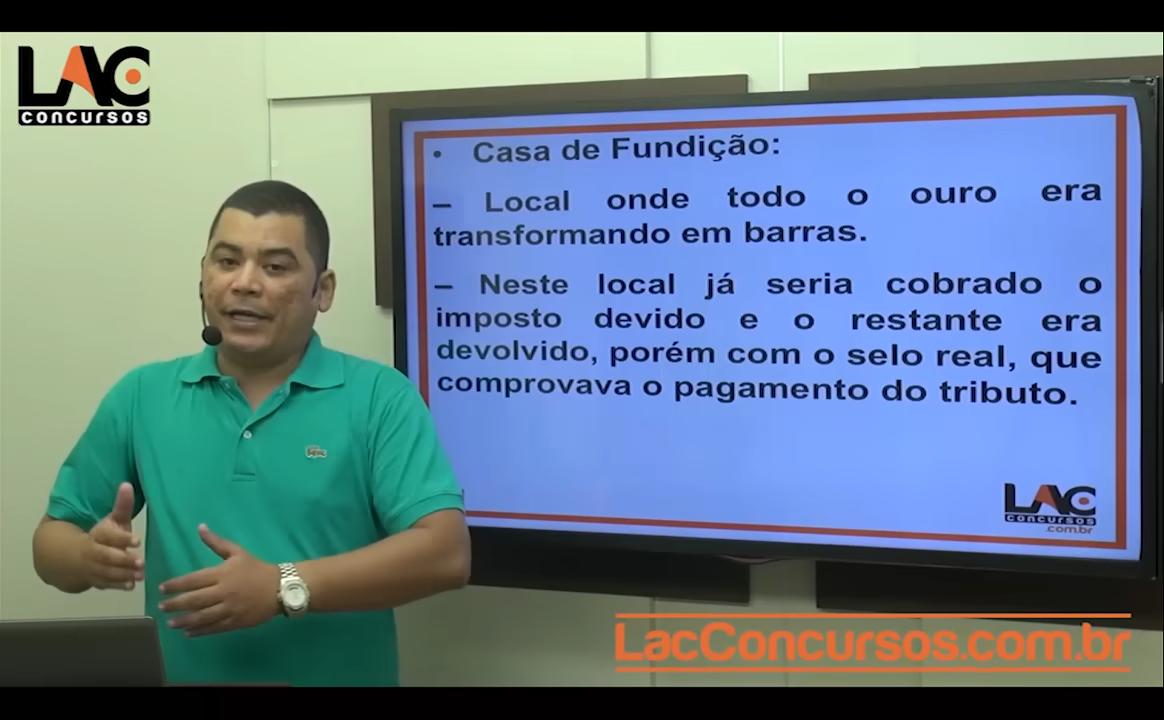 LAC
concursos
• Casa de Fundição:
– Local onde todo o ouro era
transformando em barras.
– Neste local já seria cobrado o
imposto devido e o restante era
devolvido, porém com o selo real, que
comprovava o pagamento do tributo.
LAC
concursos
.com.br
LacConcursos.com.br